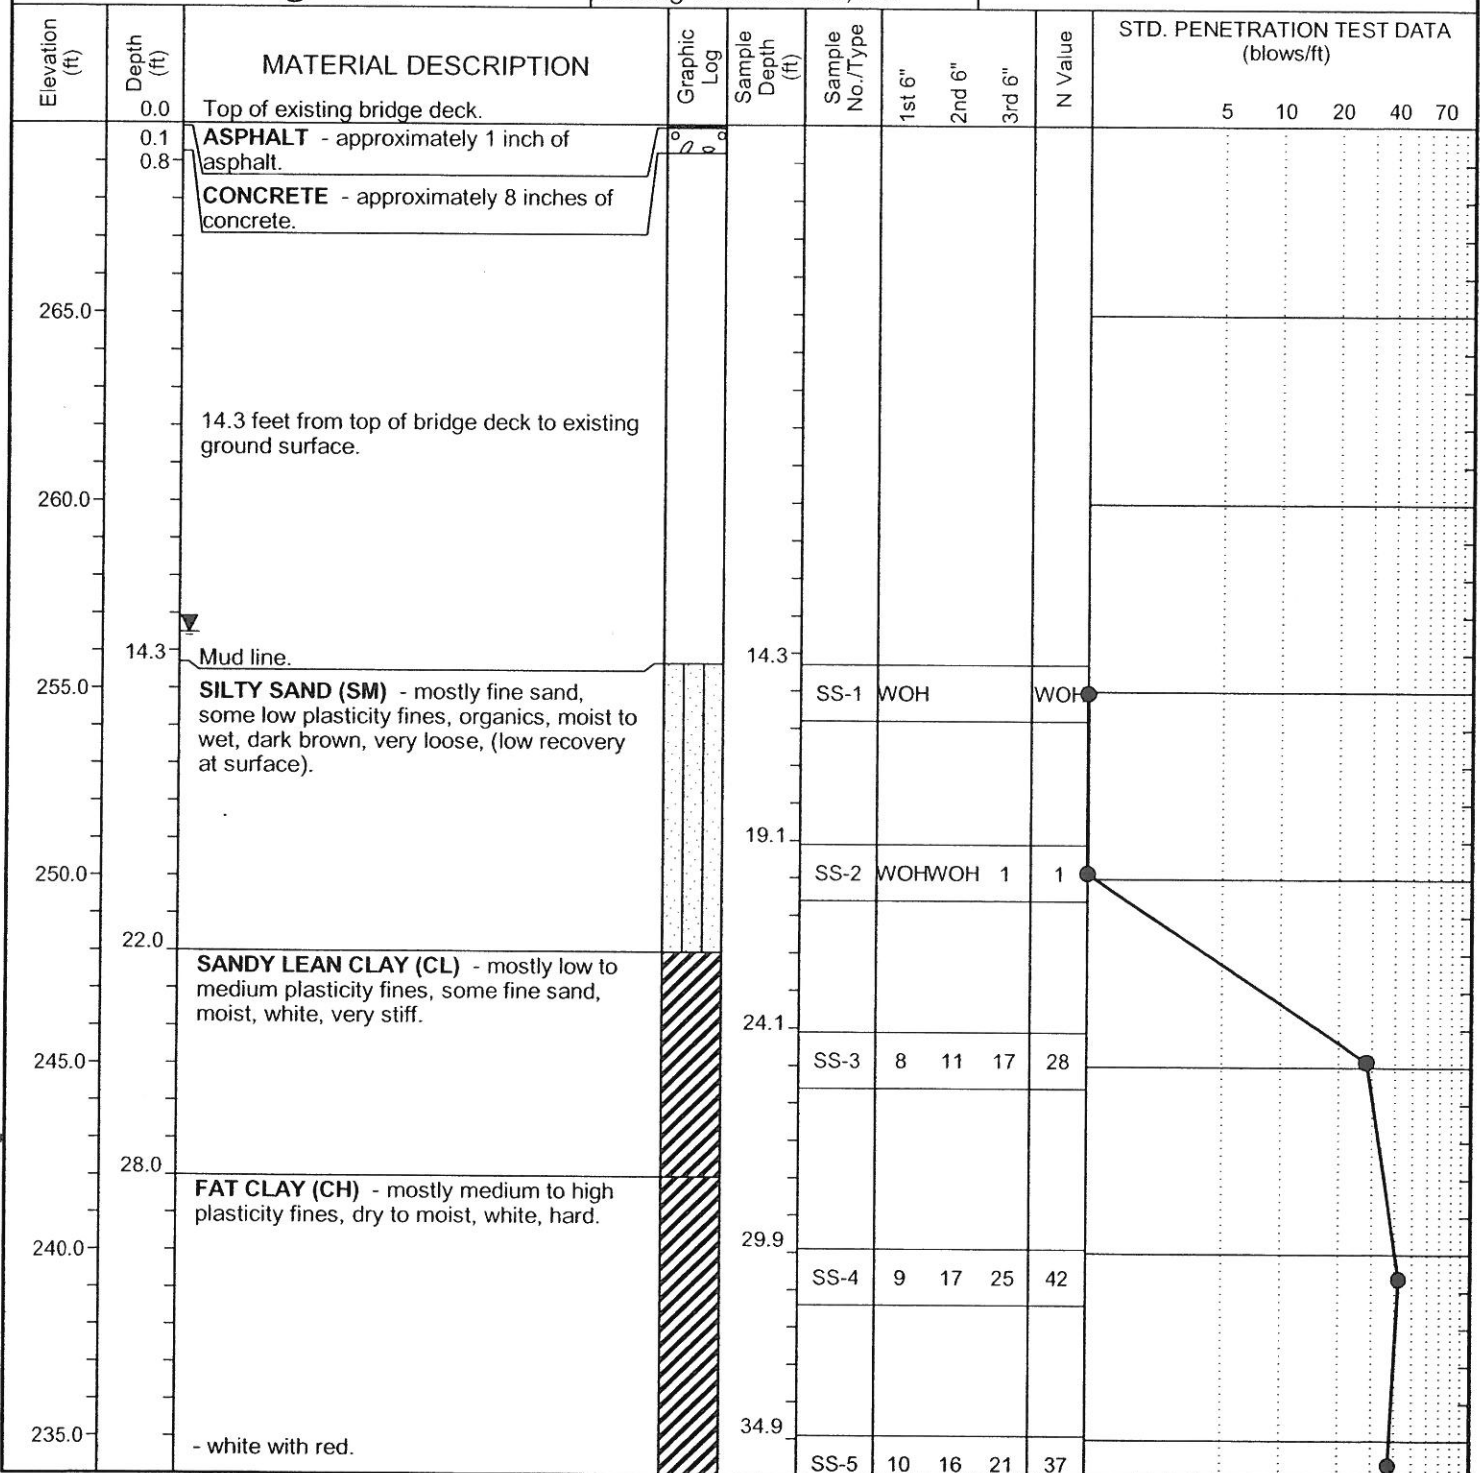 Elevation (ft)
Depth (ft)
MATERIAL DESCRIPTION
Graphic Log
Sample Depth (ft)
Sample No./Type
1st 6"
2nd 6"
3rd 6"
N Value
STD. PENETRATION TEST DATA
(blows/ft)
5 10 20 40 70
0.0 Top of existing bridge deck.
0.1 ASPHALT - approximately 1 inch of
0.8 asphalt.
CONCRETE - approximately 8 inches of
concrete.
265.0
14.3 feet from top of bridge deck to existing
ground surface.
260.0
14.3 Mud line. 14.3
255.0 SILTY SAND (SM) - mostly fine sand, SS-1 WOH WOH
some low plasticity fines, organics, moist to
wet, dark brown, very loose, (low recovery
at surface).
19.1
250.0 SS-2 WOH WOH 1 1
22.0
SANDY LEAN CLAY (CL) - mostly low to
medium plasticity fines, some fine sand,
moist, white, very stiff.
24.1
245.0 SS-3 8 11 17 28
28.0
FAT CLAY (CH) - mostly medium to high
plasticity fines, dry to moist, white, hard.
29.9
240.0
SS-4 9 17 25 42
34.9
235.0 - white with red.
SS-5 10 16 21 37